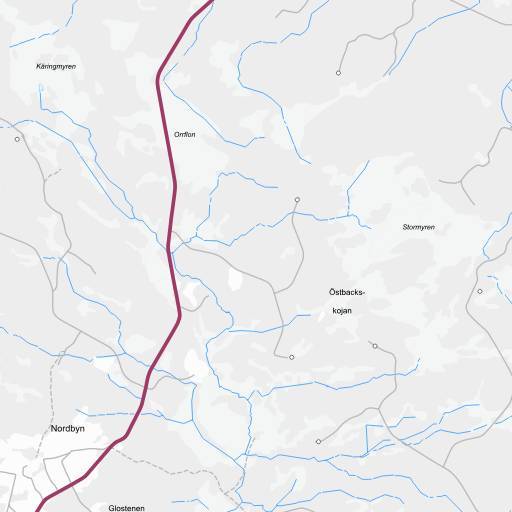 Käringmyren
Orrflon
Stormyren
Östbacks-
kojan
Nordbyn
Glostenen